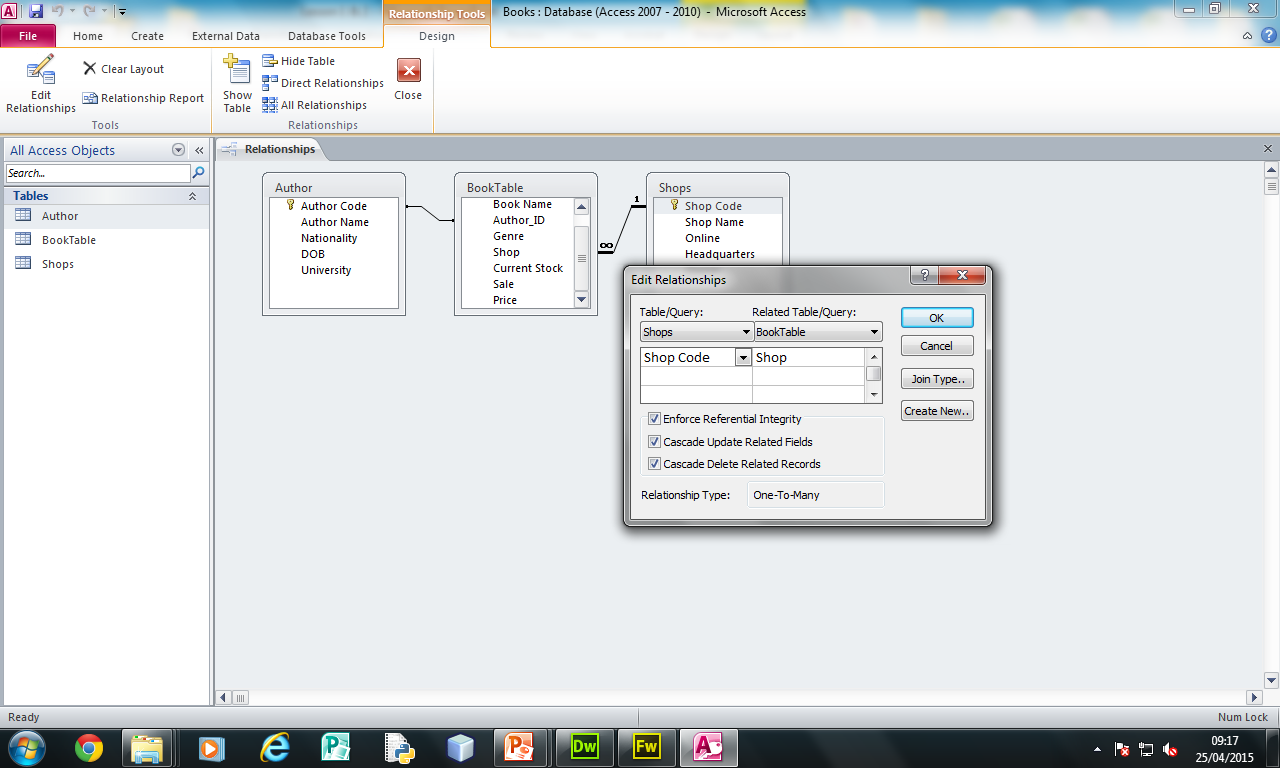 Relationship Tools
Books : Database (Access 2007 - 2010) - Microsoft Access
File Home Create External Data Database Tools Design
Edit Relationships
Clear Layout
Relationship Report
Tools
Show Table
Hide Table
Direct Relationships
All Relationships
Relationships
Close
All Access Objects
Search...
Tables
Author
BookTable
Shops
Relationships
Author
Author Code
Author Name
Nationality
DOB
University
BookTable
Book Name
Author_ID
Genre
Shop
Current Stock
Sale
Price
1
∞
Shops
Shop Code
Shop Name
Online
Headquarters
Edit Relationships
Table/Query: Related Table/Query:
Shops BookTable
Shop Code Shop
Enforce Referential Integrity
Cascade Update Related Fields
Cascade Delete Related Records
Relationship Type: One-To-Many
OK
Cancel
Join Type..
Create New..
Ready Num Lock
Dw Fw
09:17
25/04/2015